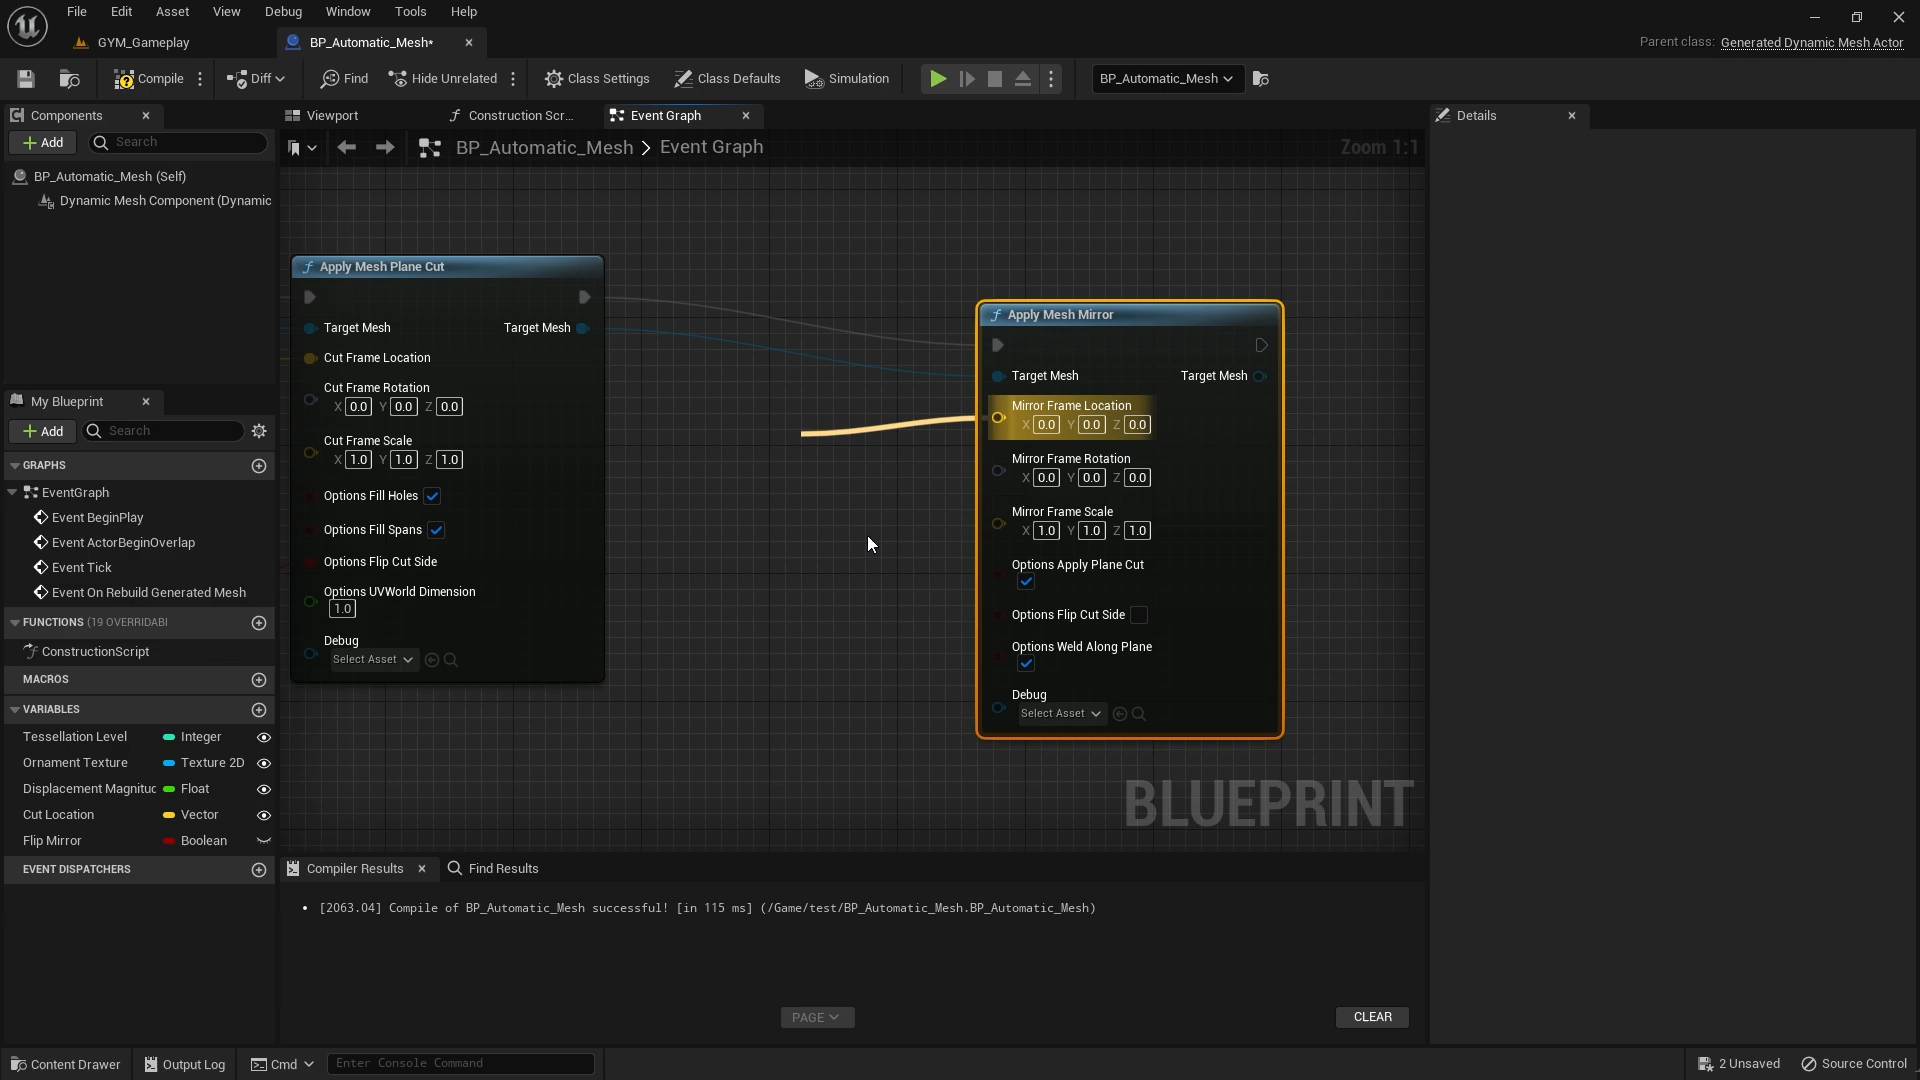 File Edit Asset View Debug Window Tools Help
GYM_Gameplay
BP_Automatic_Mesh*
Parent class: Generated Dynamic Mesh Actor
Compile
Diff
Find
Hide Unrelated
Class Settings
Class Defaults
Simulation
BP_Automatic_Mesh
Components
Add
Search
BP_Automatic_Mesh (Self)
Dynamic Mesh Component (Dynamic
My Blueprint
Add
Search
GRAPHS
EventGraph
Event BeginPlay
Event ActorBeginOverlap
Event Tick
Event On Rebuild Generated Mesh
FUNCTIONS (19 OVERRIDABl
ConstructionScript
MACROS
VARIABLES
Tessellation Level Integer
Ornament Texture Texture 2D
Displacement Magnituc Float
Cut Location Vector
Flip Mirror Boolean
EVENT DISPATCHERS
Viewport
Construction Scr...
Event Graph
BP_Automatic_Mesh > Event Graph
Zoom 1:1
Apply Mesh Plane Cut
Target Mesh Target Mesh
Cut Frame Location
Cut Frame Rotation
X 0.0 Y 0.0 Z 0.0
Cut Frame Scale
X 1.0 Y 1.0 Z 1.0
Options Fill Holes
Options Fill Spans
Options Flip Cut Side
Options UVWorld Dimension
1.0
Debug
Select Asset
Apply Mesh Mirror
Target Mesh Target Mesh
Mirror Frame Location
X 0.0 Y 0.0 Z 0.0
Mirror Frame Rotation
X 0.0 Y 0.0 Z 0.0
Mirror Frame Scale
X 1.0 Y 1.0 Z 1.0
Options Apply Plane Cut
Options Flip Cut Side
Options Weld Along Plane
Debug
Select Asset
BLUEPRINT
Compiler Results
Find Results
• [2063.04] Compile of BP_Automatic_Mesh successful! [in 115 ms] (/Game/test/BP_Automatic_Mesh.BP_Automatic_Mesh)
PAGE
CLEAR
Details
Content Drawer
Output Log
Cmd
Enter Console Command
2 Unsaved
Source Control